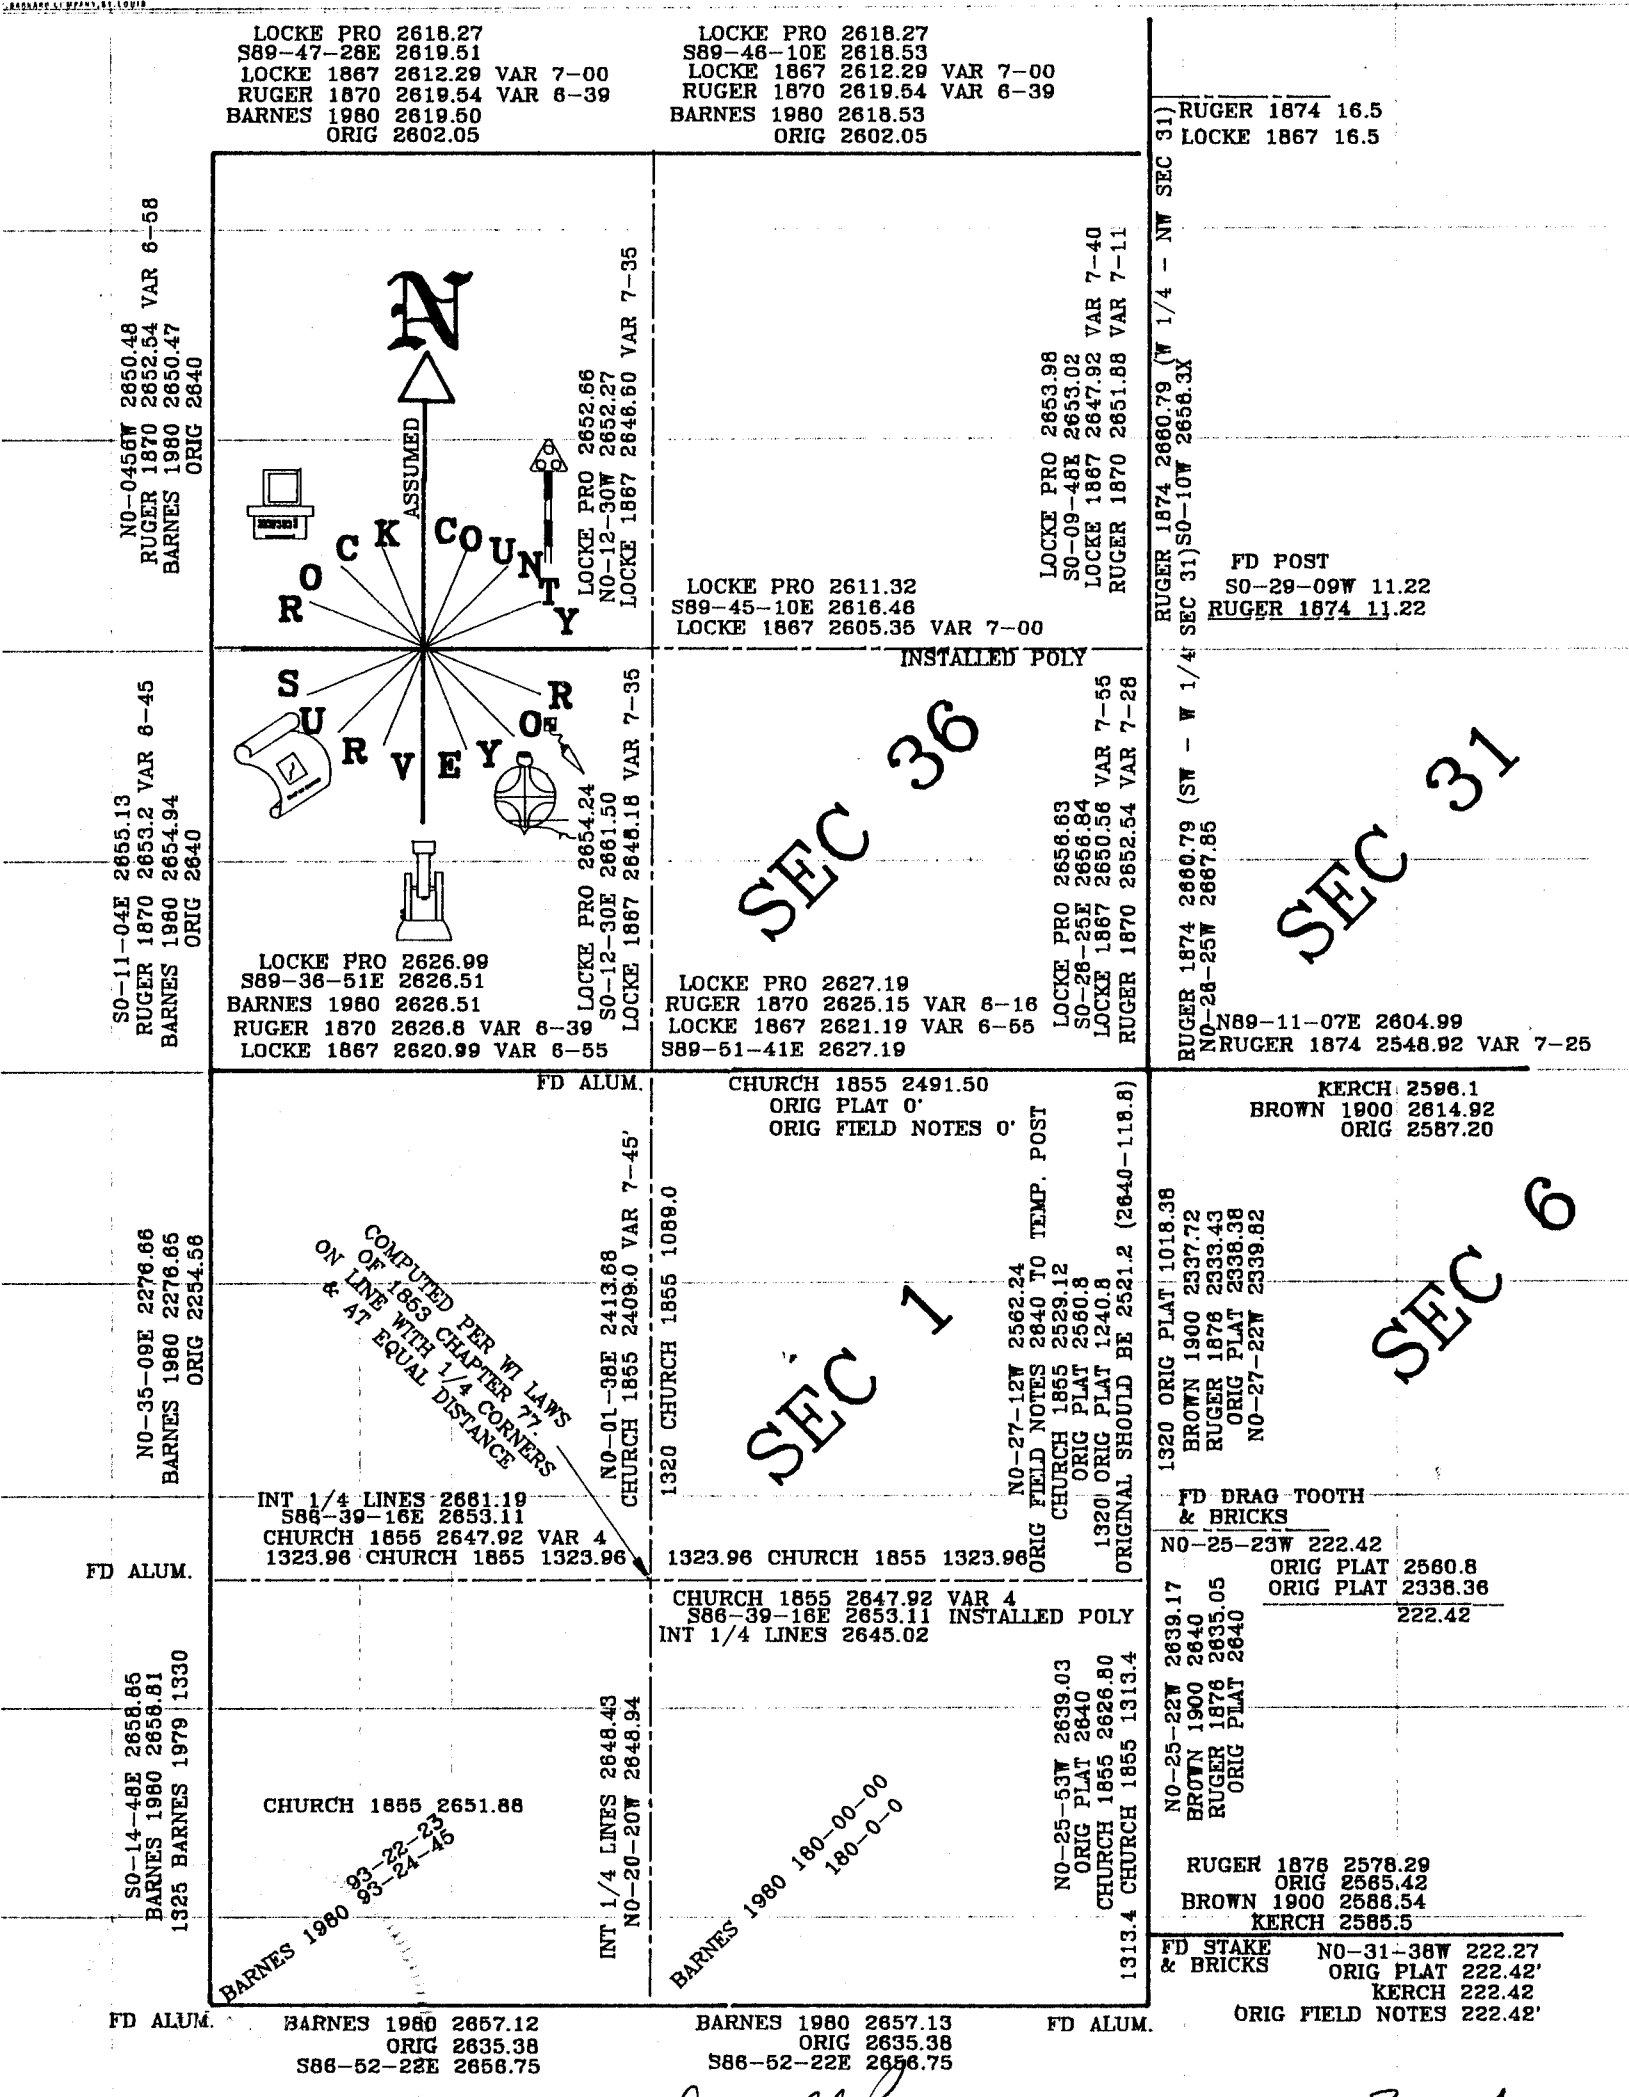 LOCKE PRO 2618.27
S89-47-28E 2619.51
LOCKE 1867 2612.29 VAR 7-00
RUGER 1870 2619.54 VAR 6-39
BARNES 1980 2619.50
ORIG 2602.05
LOCKE PRO 2618.27
S89-46-10E 2618.53
LOCKE 1867 2612.29 VAR 7-00
RUGER 1870 2619.54 VAR 6-39
BARNES 1980 2618.53
ORIG 2602.05
RUGER 1874 16.5
LOCKE 1867 16.5
N0-0456W 2650.48
RUGER 1870 2652.54 VAR 6-58
BARNES 1980 2650.47
ORIG 2640
N
ASSUMED
ROCK COUNTY
SURVEYOR
LOCKE PRO 2652.66
N0-12-30W 2652.27
LOCKE 1867 2646.60 VAR 7-35
LOCKE PRO 2653.98
S0-09-48E 2653.02
LOCKE 1867 2647.92 VAR 7-40
RUGER 1870 2651.88 VAR 7-11
RUGER 1874 2660.79 (W 1/4 - NW SEC 31)
S0-10W 2658.3X
FD POST
S0-29-09W 11.22
RUGER 1874 11.22
LOCKE PRO 2611.32
S89-45-10E 2616.46
LOCKE 1867 2605.35 VAR 7-00
INSTALLED POLY
S0-11-04E 2655.13
RUGER 1870 2653.2 VAR 6-45
BARNES 1980 2654.94
ORIG 2640
LOCKE PRO 2654.24
S0-12-30E 2661.50
LOCKE 1867 2648.18 VAR 7-35
SEC 36
LOCKE PRO 2656.63
S0-26-25E 2656.84
LOCKE 1867 2650.56 VAR 7-55
RUGER 1870 2652.54 VAR 7-28
RUGER 1874 2660.79 (SW - W 1/4 SEC 31)
N0-26-25W 2667.85
SEC 31
LOCKE PRO 2626.99
S89-36-51E 2626.51
BARNES 1980 2626.51
RUGER 1870 2626.8 VAR 6-39
LOCKE 1867 2620.99 VAR 6-55
LOCKE PRO 2627.19
RUGER 1870 2625.15 VAR 6-16
LOCKE 1867 2621.19 VAR 6-55
S89-51-41E 2627.19
N89-11-07E 2604.99
RUGER 1874 2548.92 VAR 7-25
FD ALUM.
CHURCH 1855 2491.50
ORIG PLAT 0'
ORIG FIELD NOTES 0'
KERCH 2596.1
BROWN 1900 2614.92
ORIG 2587.20
N0-35-09E 2276.66
BARNES 1980 2276.65
ORIG 2254.56
COMPUTED PER WI LAWS
OF 1853 CHAPTER 77.
ON LINE WITH 1/4 CORNERS
& AT EQUAL DISTANCE
N0-01-38E 2413.68
CHURCH 1855 2409.0 VAR 7-45'
1320 CHURCH 1855 1089.0
SEC 1
N0-27-12W 2562.24
ORIG FIELD NOTES 2640 TO TEMP. POST
CHURCH 1855 2529.12
ORIG PLAT 2560.8
1320 ORIG PLAT 1240.8
ORIGINAL SHOULD BE 2521.2 (2640-118.8)
1320 ORIG PLAT 1018.38
BROWN 1900 2337.72
RUGER 1876 2333.43
ORIG PLAT 2338.38
N0-27-22W 2339.82
SEC 6
INT 1/4 LINES 2661.19
S86-39-16E 2653.11
CHURCH 1855 2647.92 VAR 4
1323.96 CHURCH 1855 1323.96
1323.96 CHURCH 1855 1323.96
FD DRAG TOOTH
& BRICKS
N0-25-23W 222.42
ORIG PLAT 2560.8
ORIG PLAT 2338.36
222.42
FD ALUM.
CHURCH 1855 2647.92 VAR 4
S86-39-16E 2653.11 INSTALLED POLY
INT 1/4 LINES 2645.02
S0-14-48E 2658.85
BARNES 1980 2658.81
1325 BARNES 1979 1330
CHURCH 1855 2651.88
93-22-23
BARNES 1980 93-24-45
INT 1/4 LINES 2648.43
N0-20-20W 2648.94
BARNES 1980 180-00-00
180-0-0
N0-25-53W 2639.03
ORIG PLAT 2640
CHURCH 1855 2626.80
1313.4 CHURCH 1855 1313.4
N0-25-22W 2639.17
BROWN 1900 2640
RUGER 1876 2635.05
ORIG PLAT 2640
RUGER 1876 2578.29
ORIG 2565.42
BROWN 1900 2586.54
KERCH 2585.5
FD STAKE
& BRICKS
N0-31-38W 222.27
ORIG PLAT 222.42'
KERCH 222.42
ORIG FIELD NOTES 222.42'
FD ALUM.
BARNES 1980 2657.12
ORIG 2635.38
S86-52-22E 2656.75
BARNES 1980 2657.13
ORIG 2635.38
S86-52-22E 2656.75
FD ALUM.